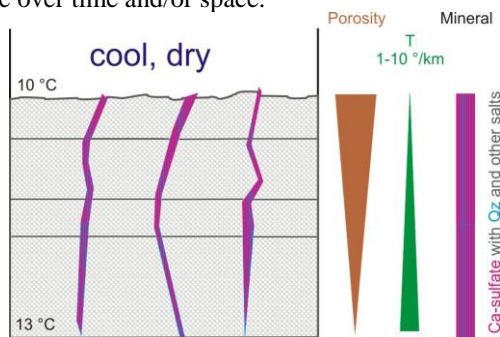 e over time and/or space.
Porosity
Mineral
cool, dry
T
1-10 °/km
10 °C
13 °C
Ca-sulfate with Qz and other salts